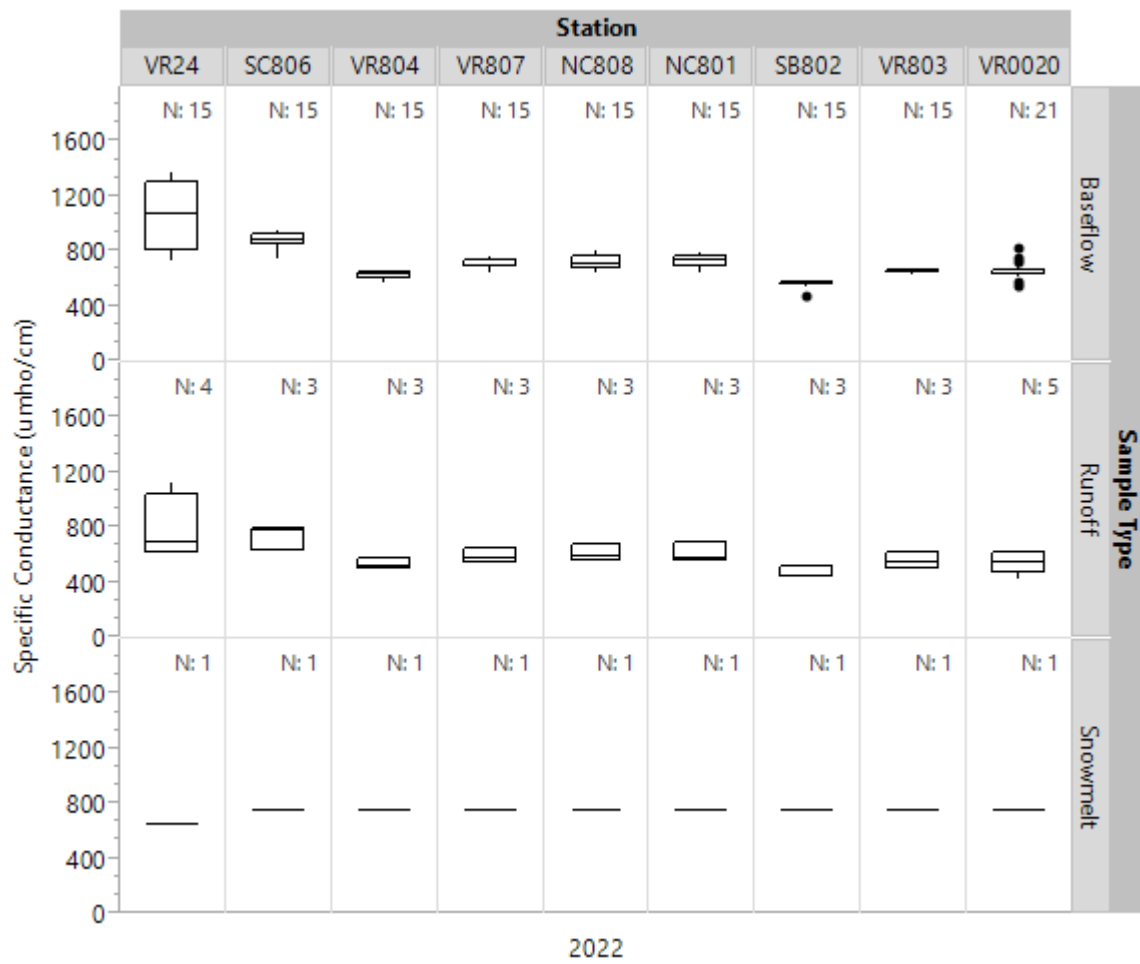 Station
VR24 SC806 VR804 VR807 NC808 NC801 SB802 VR803 VR0020
N: 15 N: 15 N: 15 N: 15 N: 15 N: 15 N: 15 N: 15 N: 21
1600
1200
800
400
0
Baseflow
N: 4 N: 3 N: 3 N: 3 N: 3 N: 3 N: 3 N: 3 N: 5
1600
1200
800
400
0
Runoff
N: 1 N: 1 N: 1 N: 1 N: 1 N: 1 N: 1 N: 1 N: 1
1600
1200
800
400
0
Snowmelt
Specific Conductance (umho/cm)
Sample Type
2022